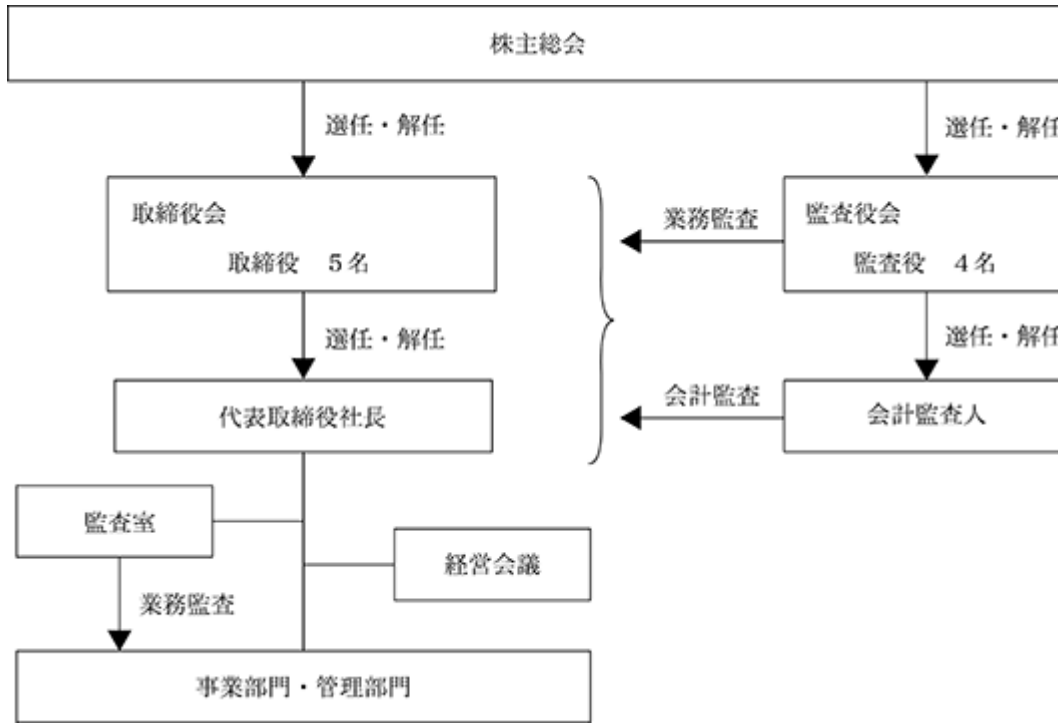 株主総会
選任・解任
選任・解任
取締役会
取締役　5名
業務監査
監査役会
監査役　4名
選任・解任
選任・解任
代表取締役社長
会計監査
会計監査人
監査室
経営会議
業務監査
事業部門・管理部門